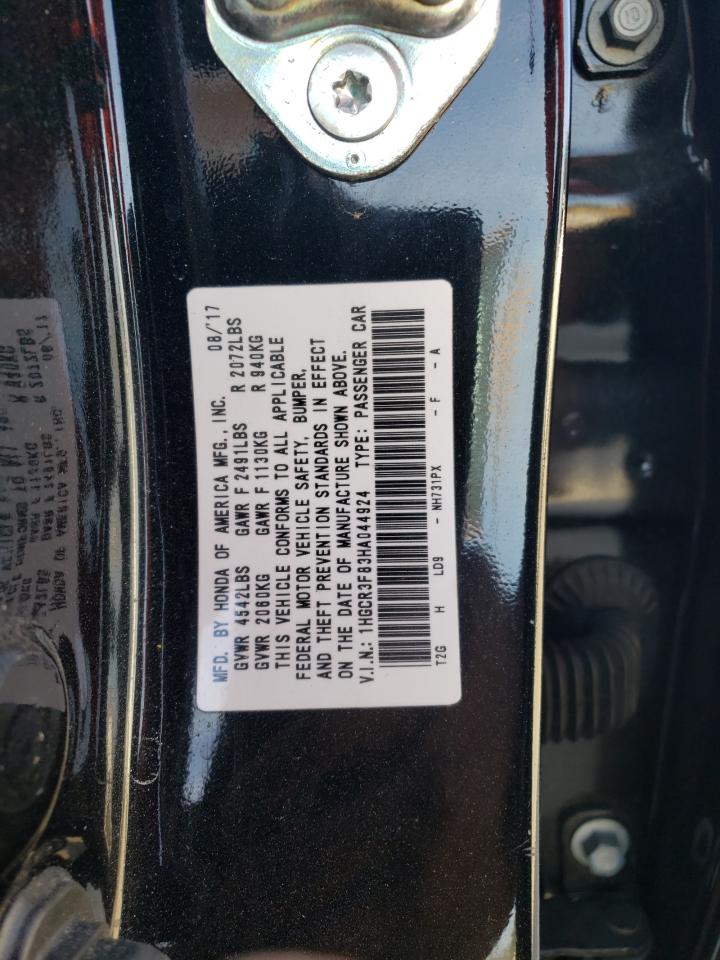 MFD. BY HONDA OF AMERICA MFG., INC. 08/'17
GVWR 4542LBS GAWR F 2491LBS R 2072LBS
GVWR 2060KG GAWR F 1130KG R 940KG
THIS VEHICLE CONFORMS TO ALL APPLICABLE
FEDERAL MOTOR VEHICLE SAFETY, BUMPER,
AND THEFT PREVENTION STANDARDS IN EFFECT
ON THE DATE OF MANUFACTURE SHOWN ABOVE.
V.I.N.: 1HGCR3F83HA044924 TYPE: PASSENGER CAR
T2G H LD9 - NH731PX - F - A
10